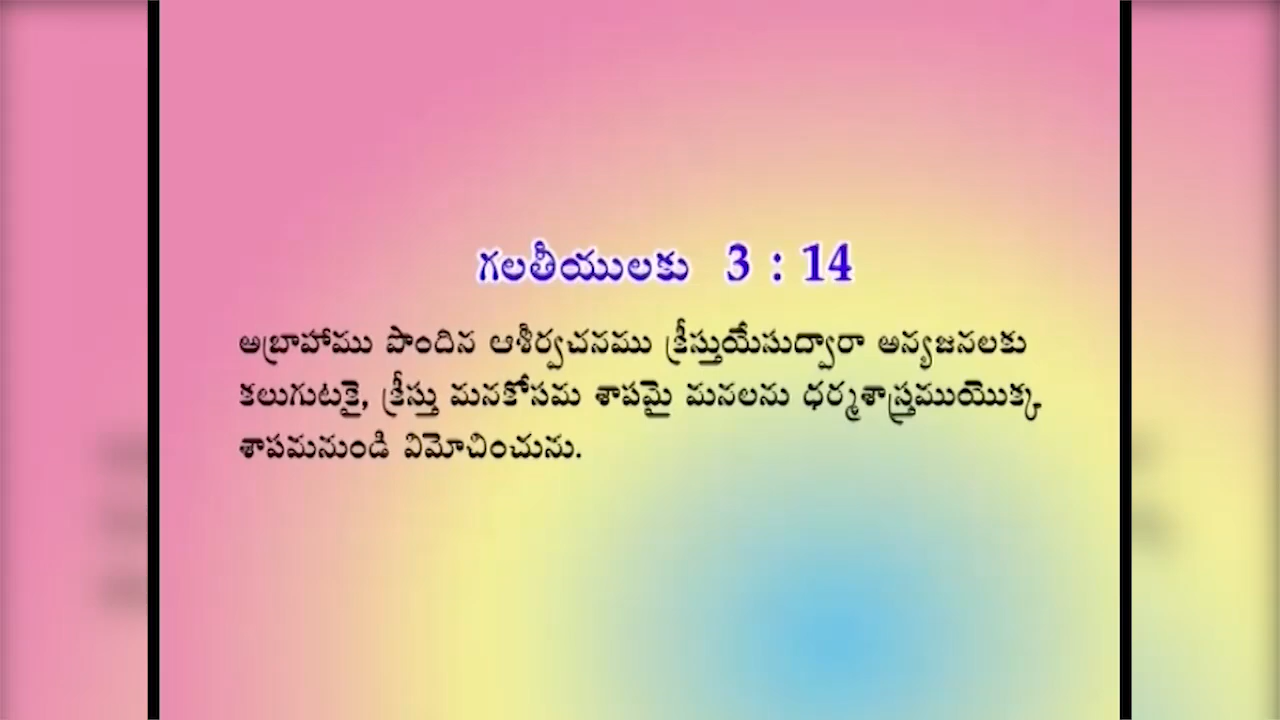 గలతీయులకు 3 : 14
అబ్రాహాము పొందిన ఆశీర్వచనము క్రీస్తుయేసుద్వారా అన్యజనలకు
కలుగుటకై, క్రీస్తు మనకోసమ శాపమై మనలను ధర్మశాస్త్రముయొక్క
శాపమనుండి విమోచించును.